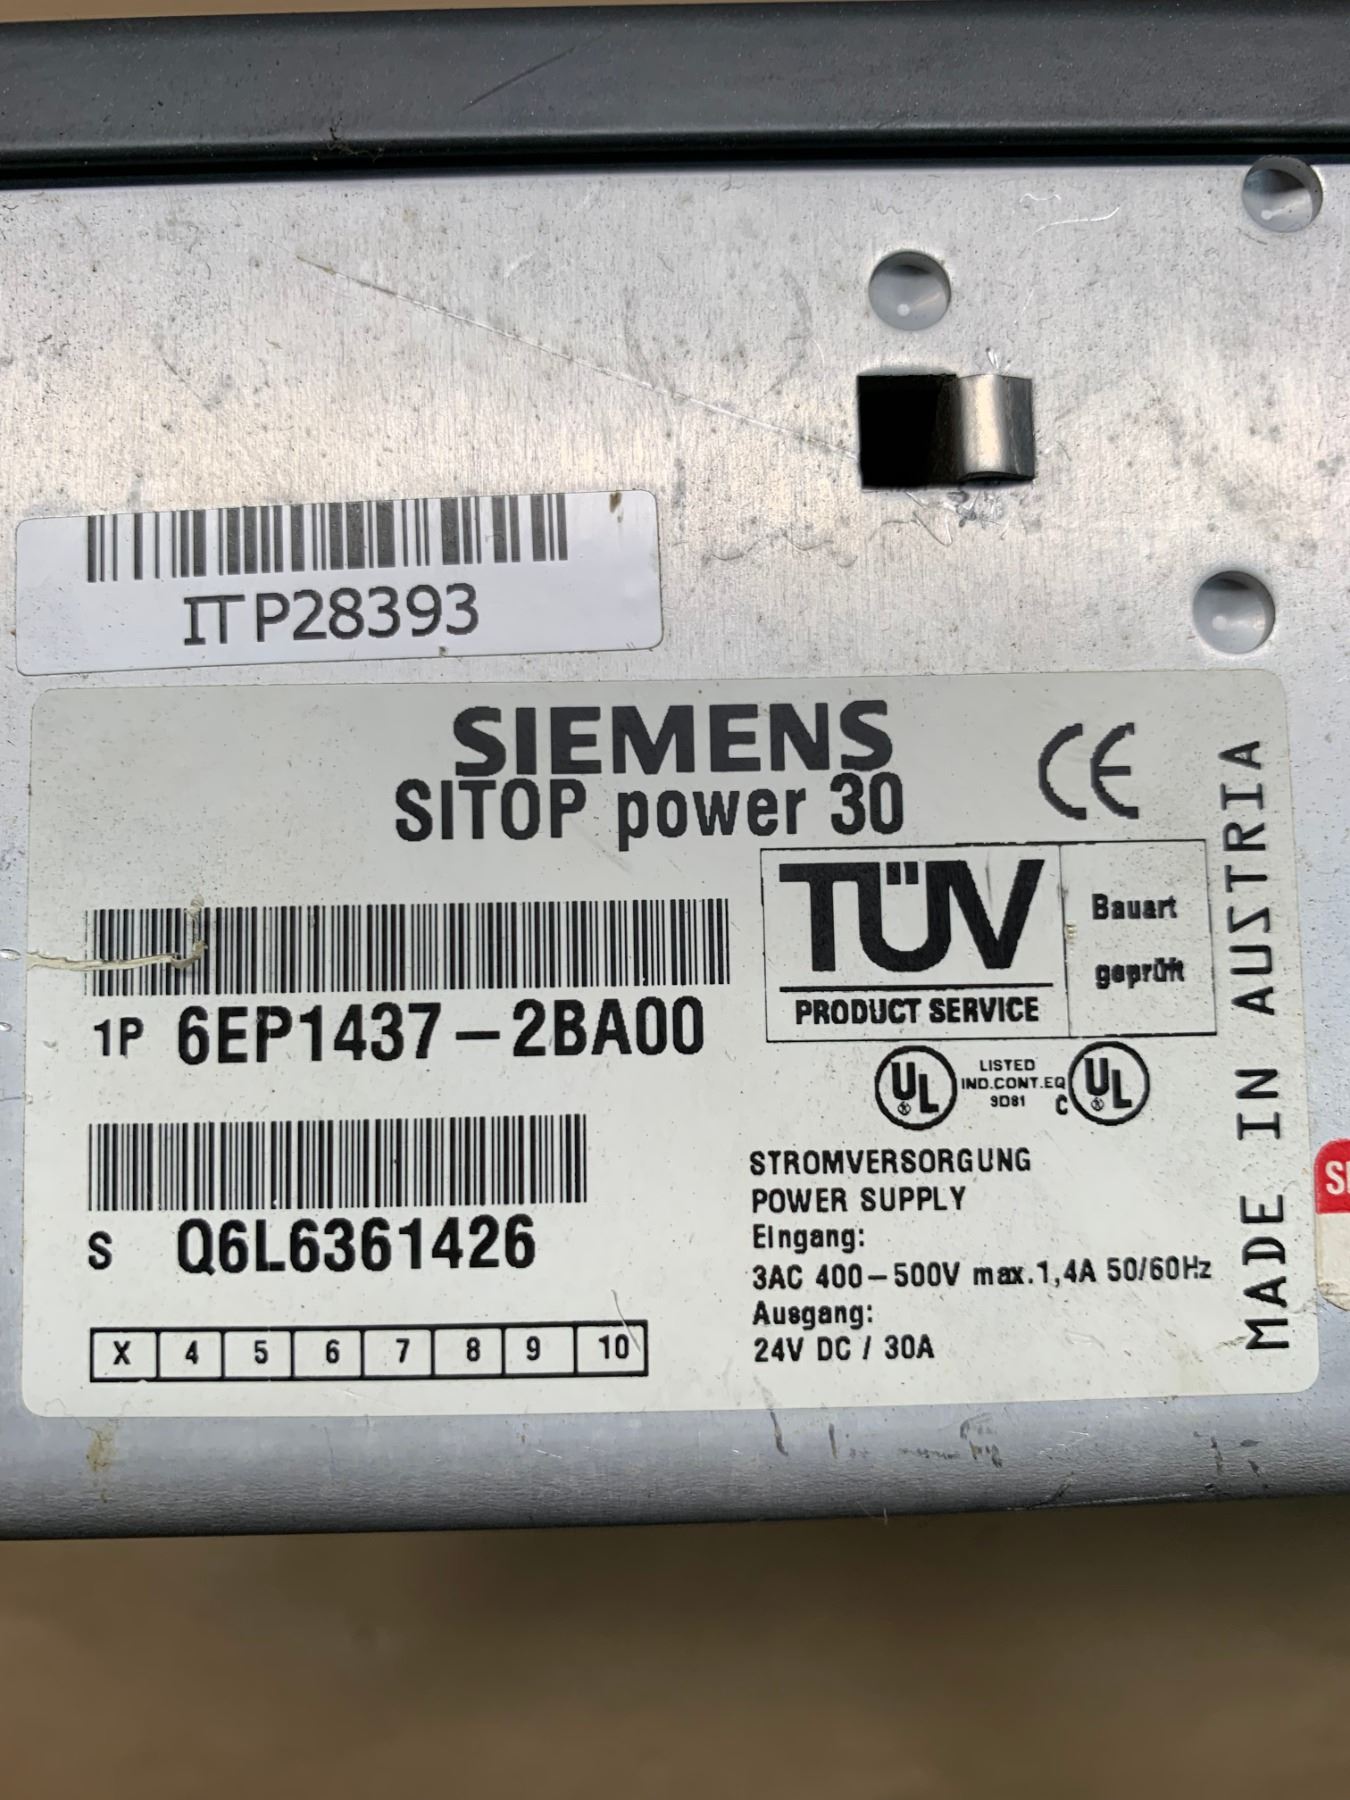 ITP28393
SIEMENS
SITOP power 30
CE
TÜV
PRODUCT SERVICE
Bauart
geprüft
1P 6EP1437-2BA00
UL LISTED C UL
IND.CONT.EQ
9D81
S Q6L6361426
STROMVERSORGUNG
POWER SUPPLY
Eingang:
3AC 400-500V max.1,4A 50/60Hz
Ausgang:
24V DC / 30A
X 4 5 6 7 8 9 10
MADE IN AUSTRIA